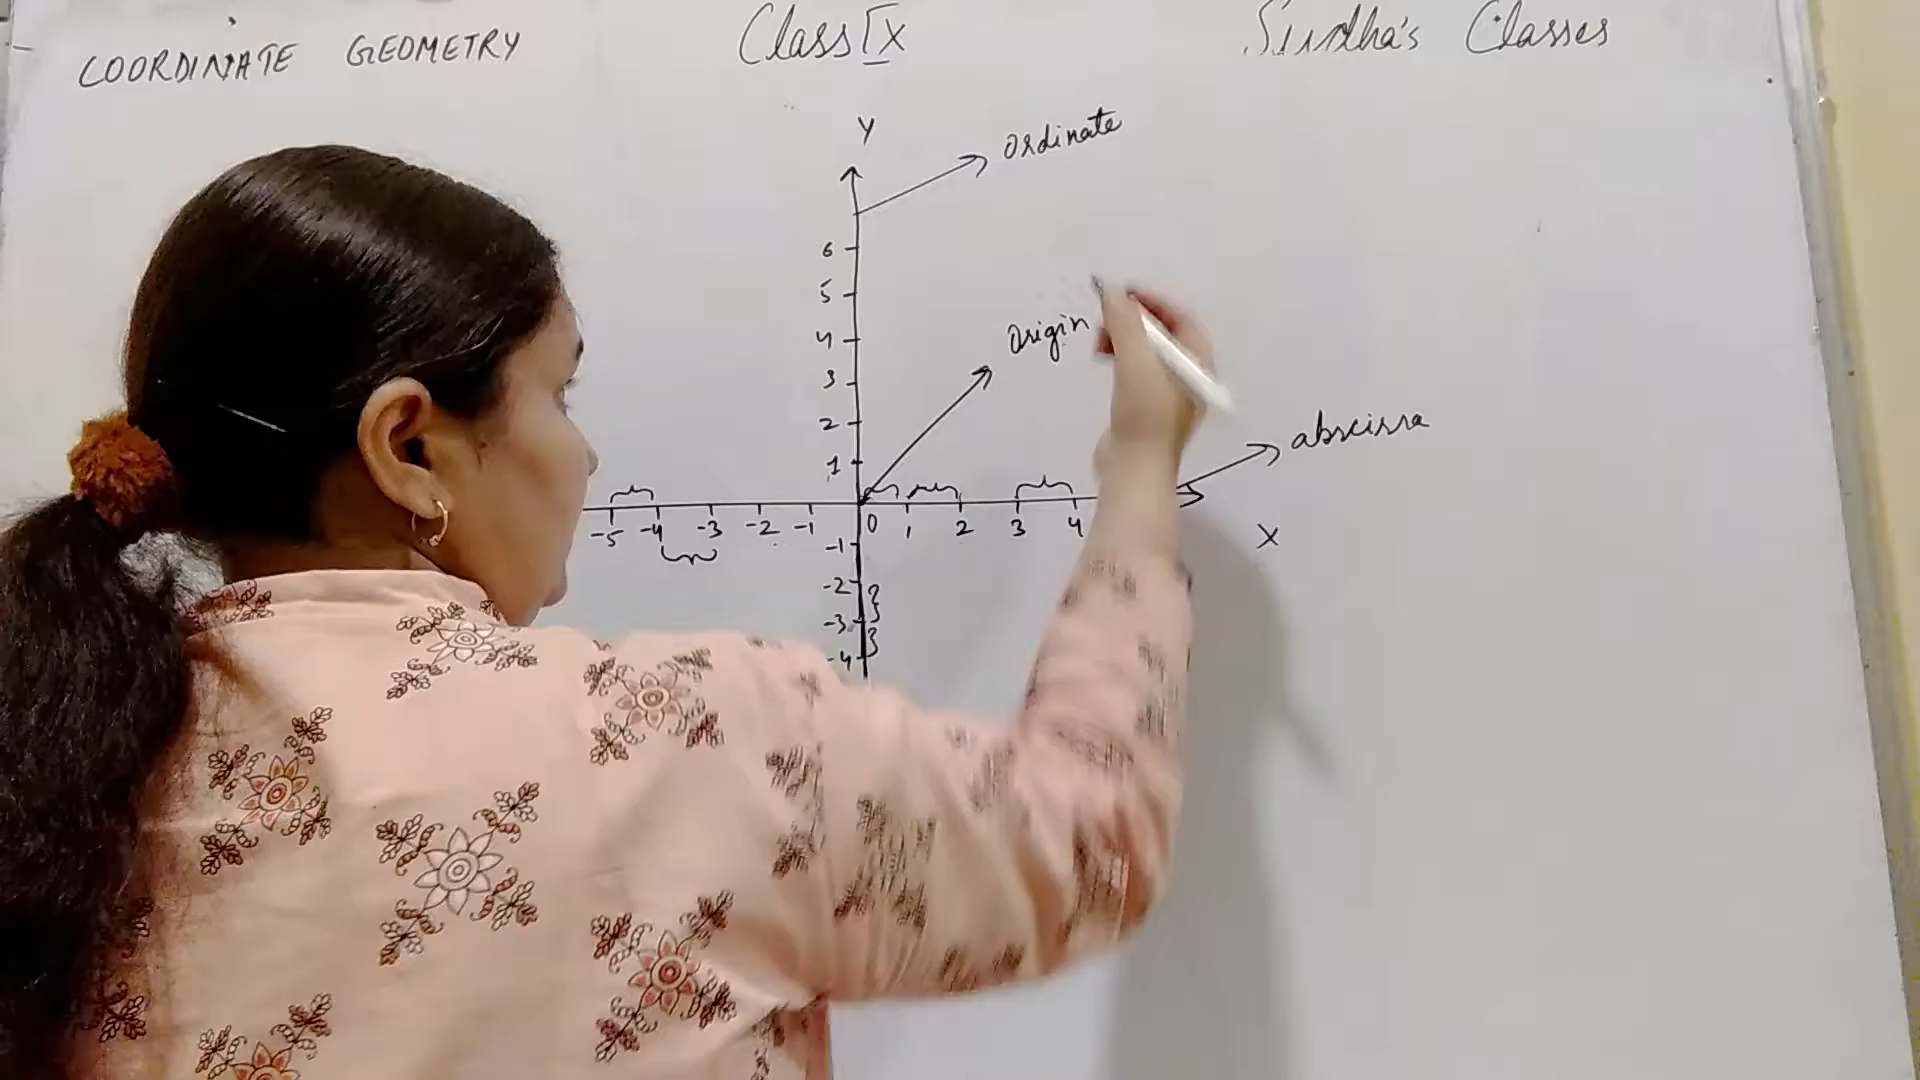 COORDINATE GEOMETRY
Class IX
Classes
Y
ordinate
6
5
4
3
2
1
origin
abscissa
-5 -4 -3 -2 -1 0 1 2 3 4
X
-1
-2
-3
-4